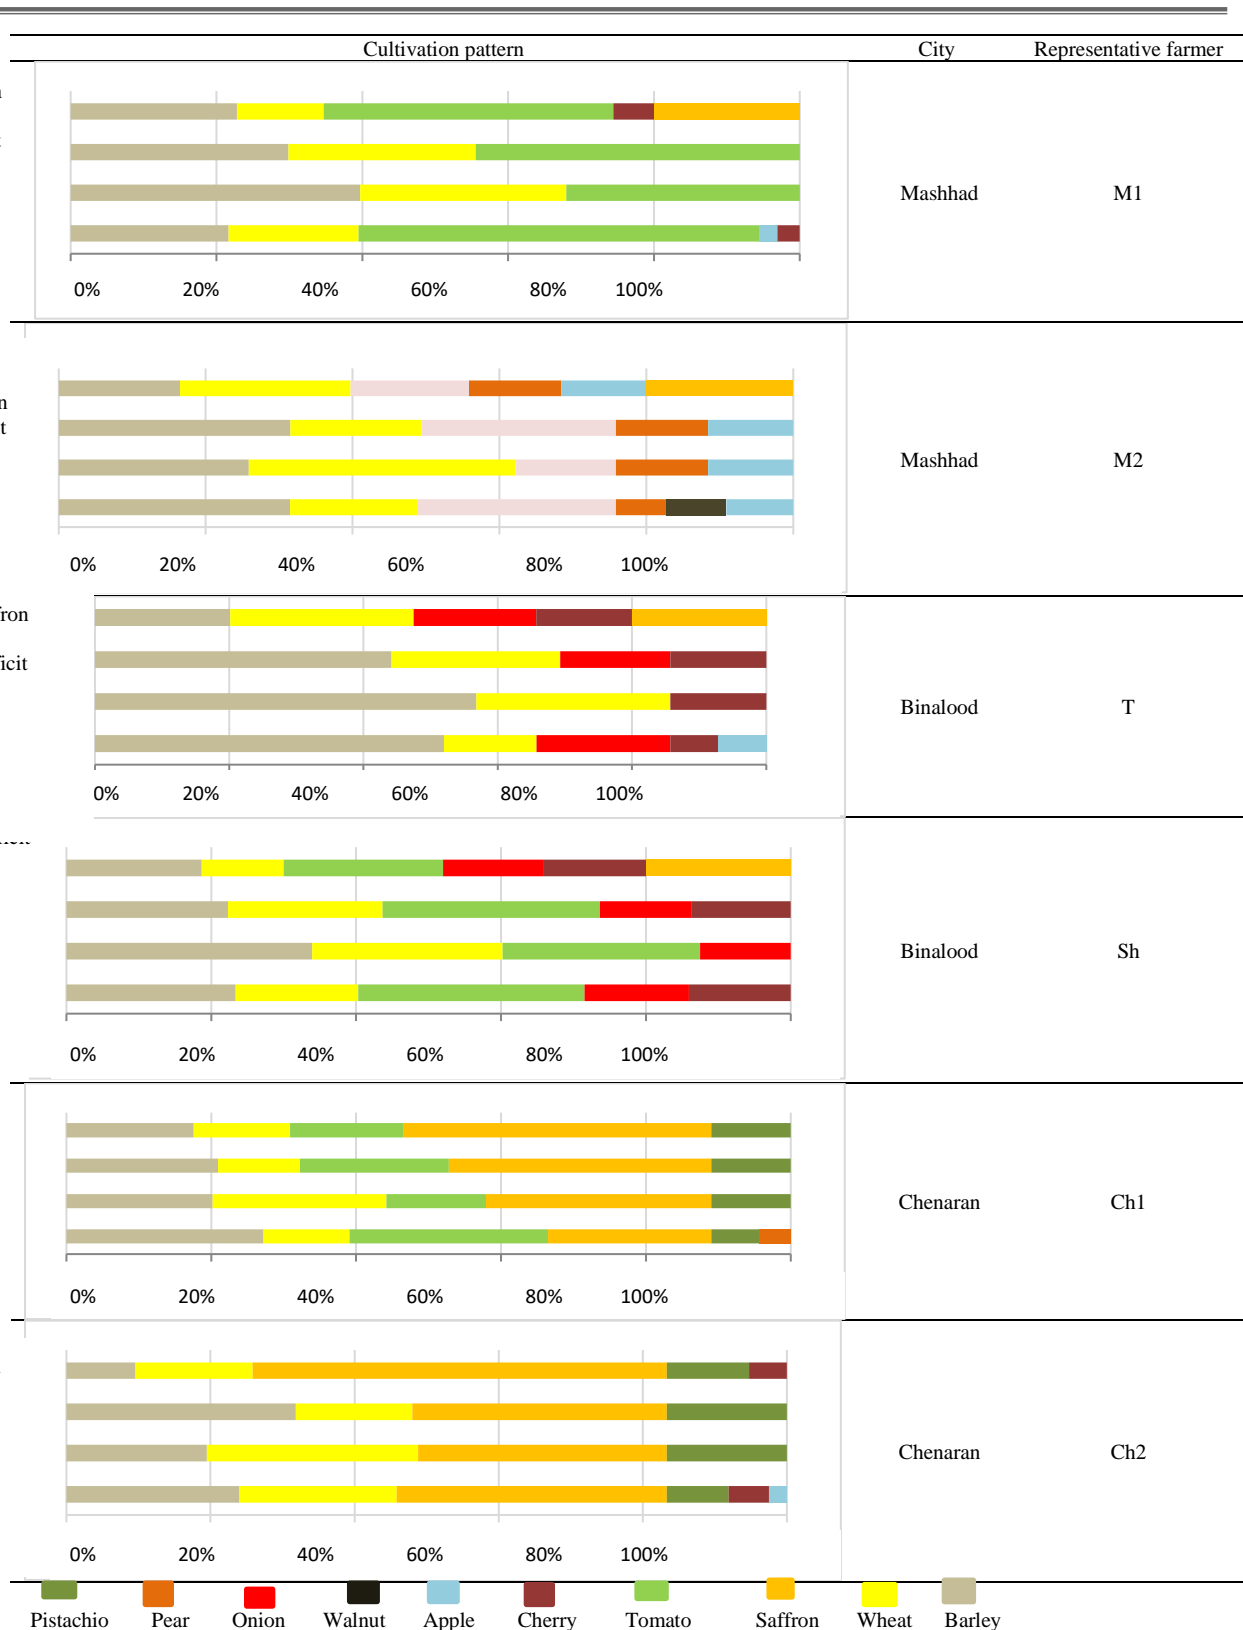 Cultivation pattern City Representative farmer
Mashhad M1
0% 20% 40% 60% 80% 100%
Mashhad M2
0% 20% 40% 60% 80% 100%
Binalood T
0% 20% 40% 60% 80% 100%
Binalood Sh
0% 20% 40% 60% 80% 100%
Chenaran Ch1
0% 20% 40% 60% 80% 100%
Chenaran Ch2
0% 20% 40% 60% 80% 100%
Pistachio Pear Onion Walnut Apple Cherry Tomato Saffron Wheat Barley